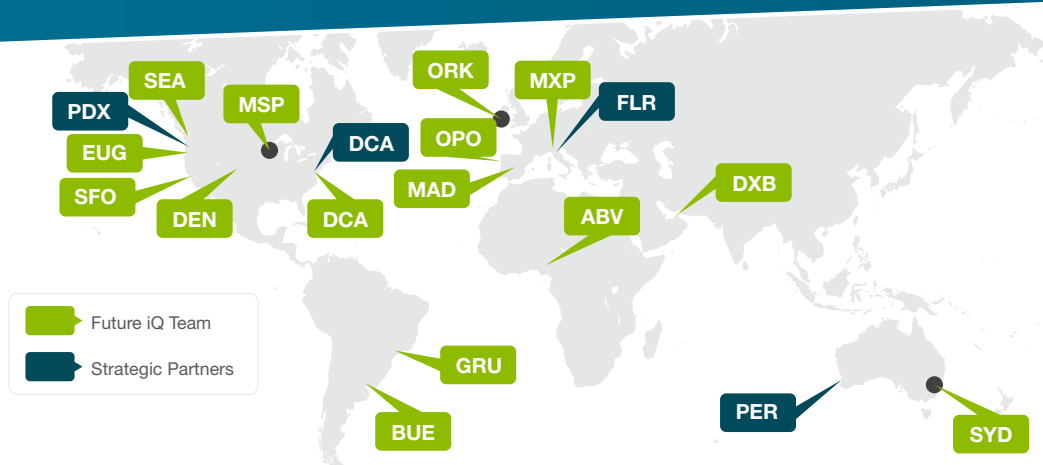 SEA
PDX
MSP
EUG
SFO
DEN
DCA
DCA
ORK
MXP
FLR
OPO
MAD
ABV
DXB
GRU
BUE
PER
SYD
Future iQ Team
Strategic Partners